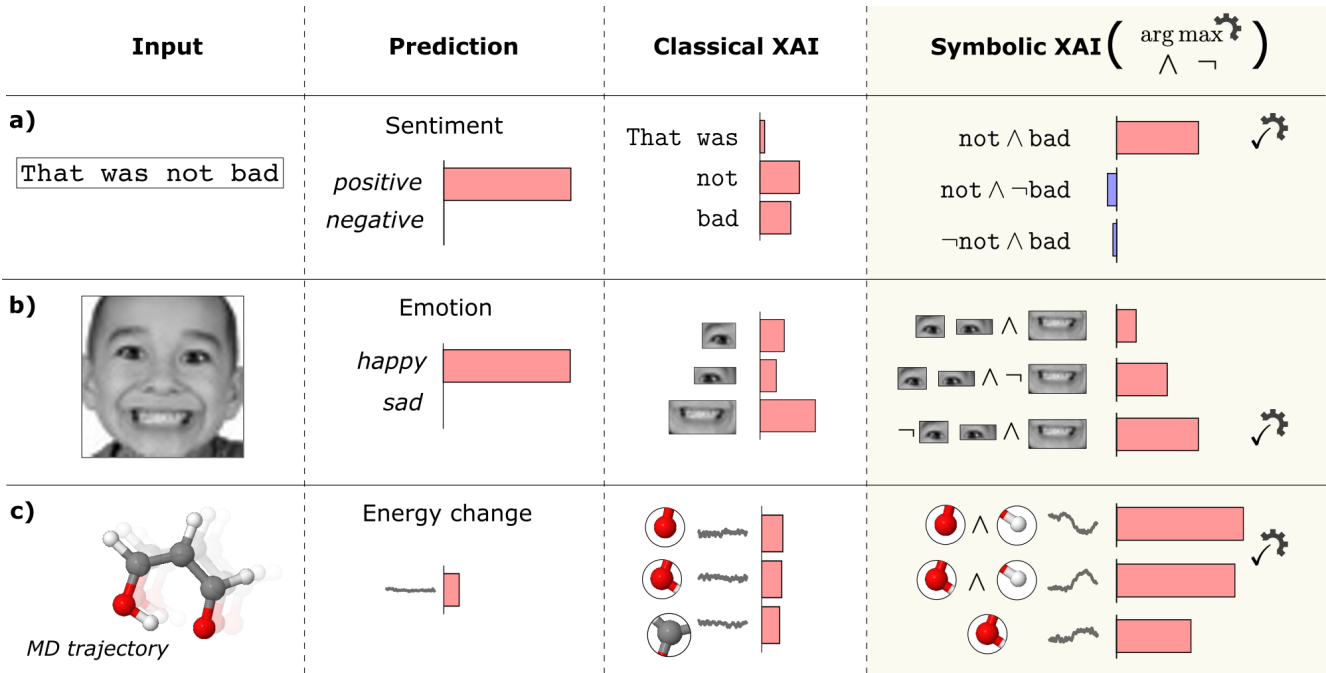 Input
Prediction
Classical XAI
Symbolic XAI ( arg max ∧ ¬ )
a)
That was not bad
Sentiment
positive
negative
That was
not
bad
not ∧ bad
not ∧ ¬bad
¬not ∧ bad
b)
Emotion
happy
sad
∧
∧ ¬
¬ ∧
c)
MD trajectory
Energy change
∧
∧